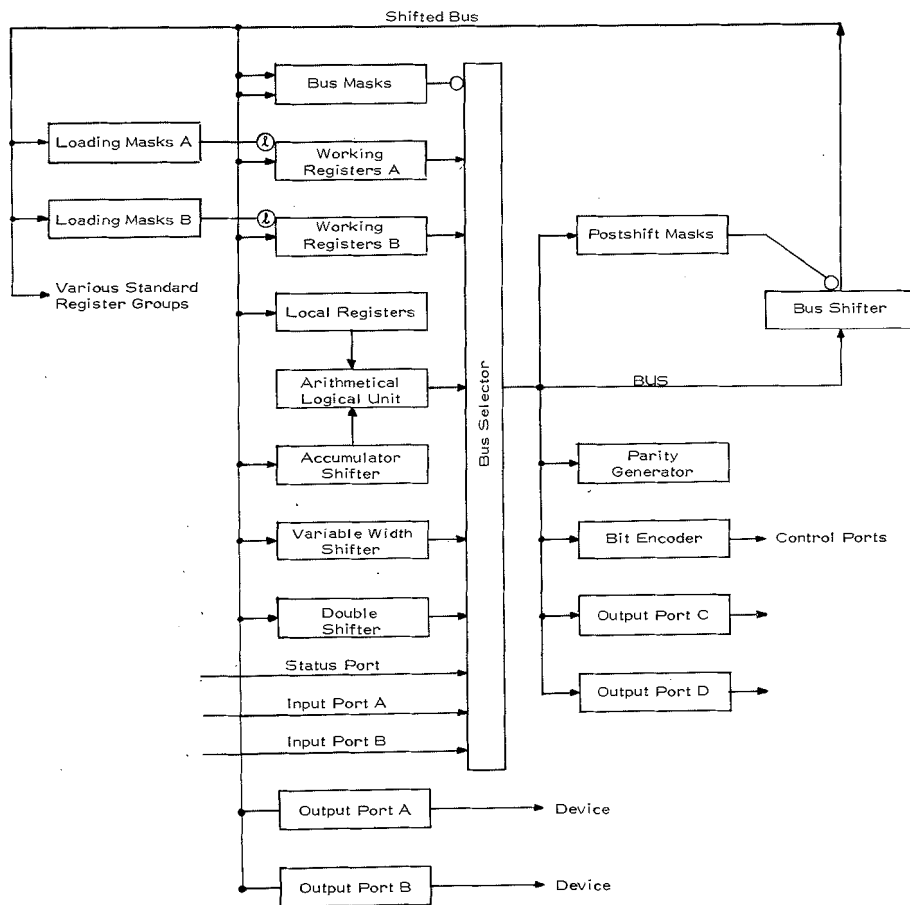 Shifted Bus
Bus Masks
Loading Masks A
ℓ
Working
Registers A
Loading Masks B
ℓ
Working
Registers B
Postshift Masks
Various Standard
Register Groups
Local Registers
Bus Shifter
Arithmetical
Logical Unit
Bus Selector
BUS
Accumulator
Shifter
Parity
Generator
Variable Width
Shifter
Bit Encoder
Control Ports
Double
Shifter
Output Port C
Status Port
Output Port D
Input Port A
Input Port B
Output Port A
Device
Output Port B
Device